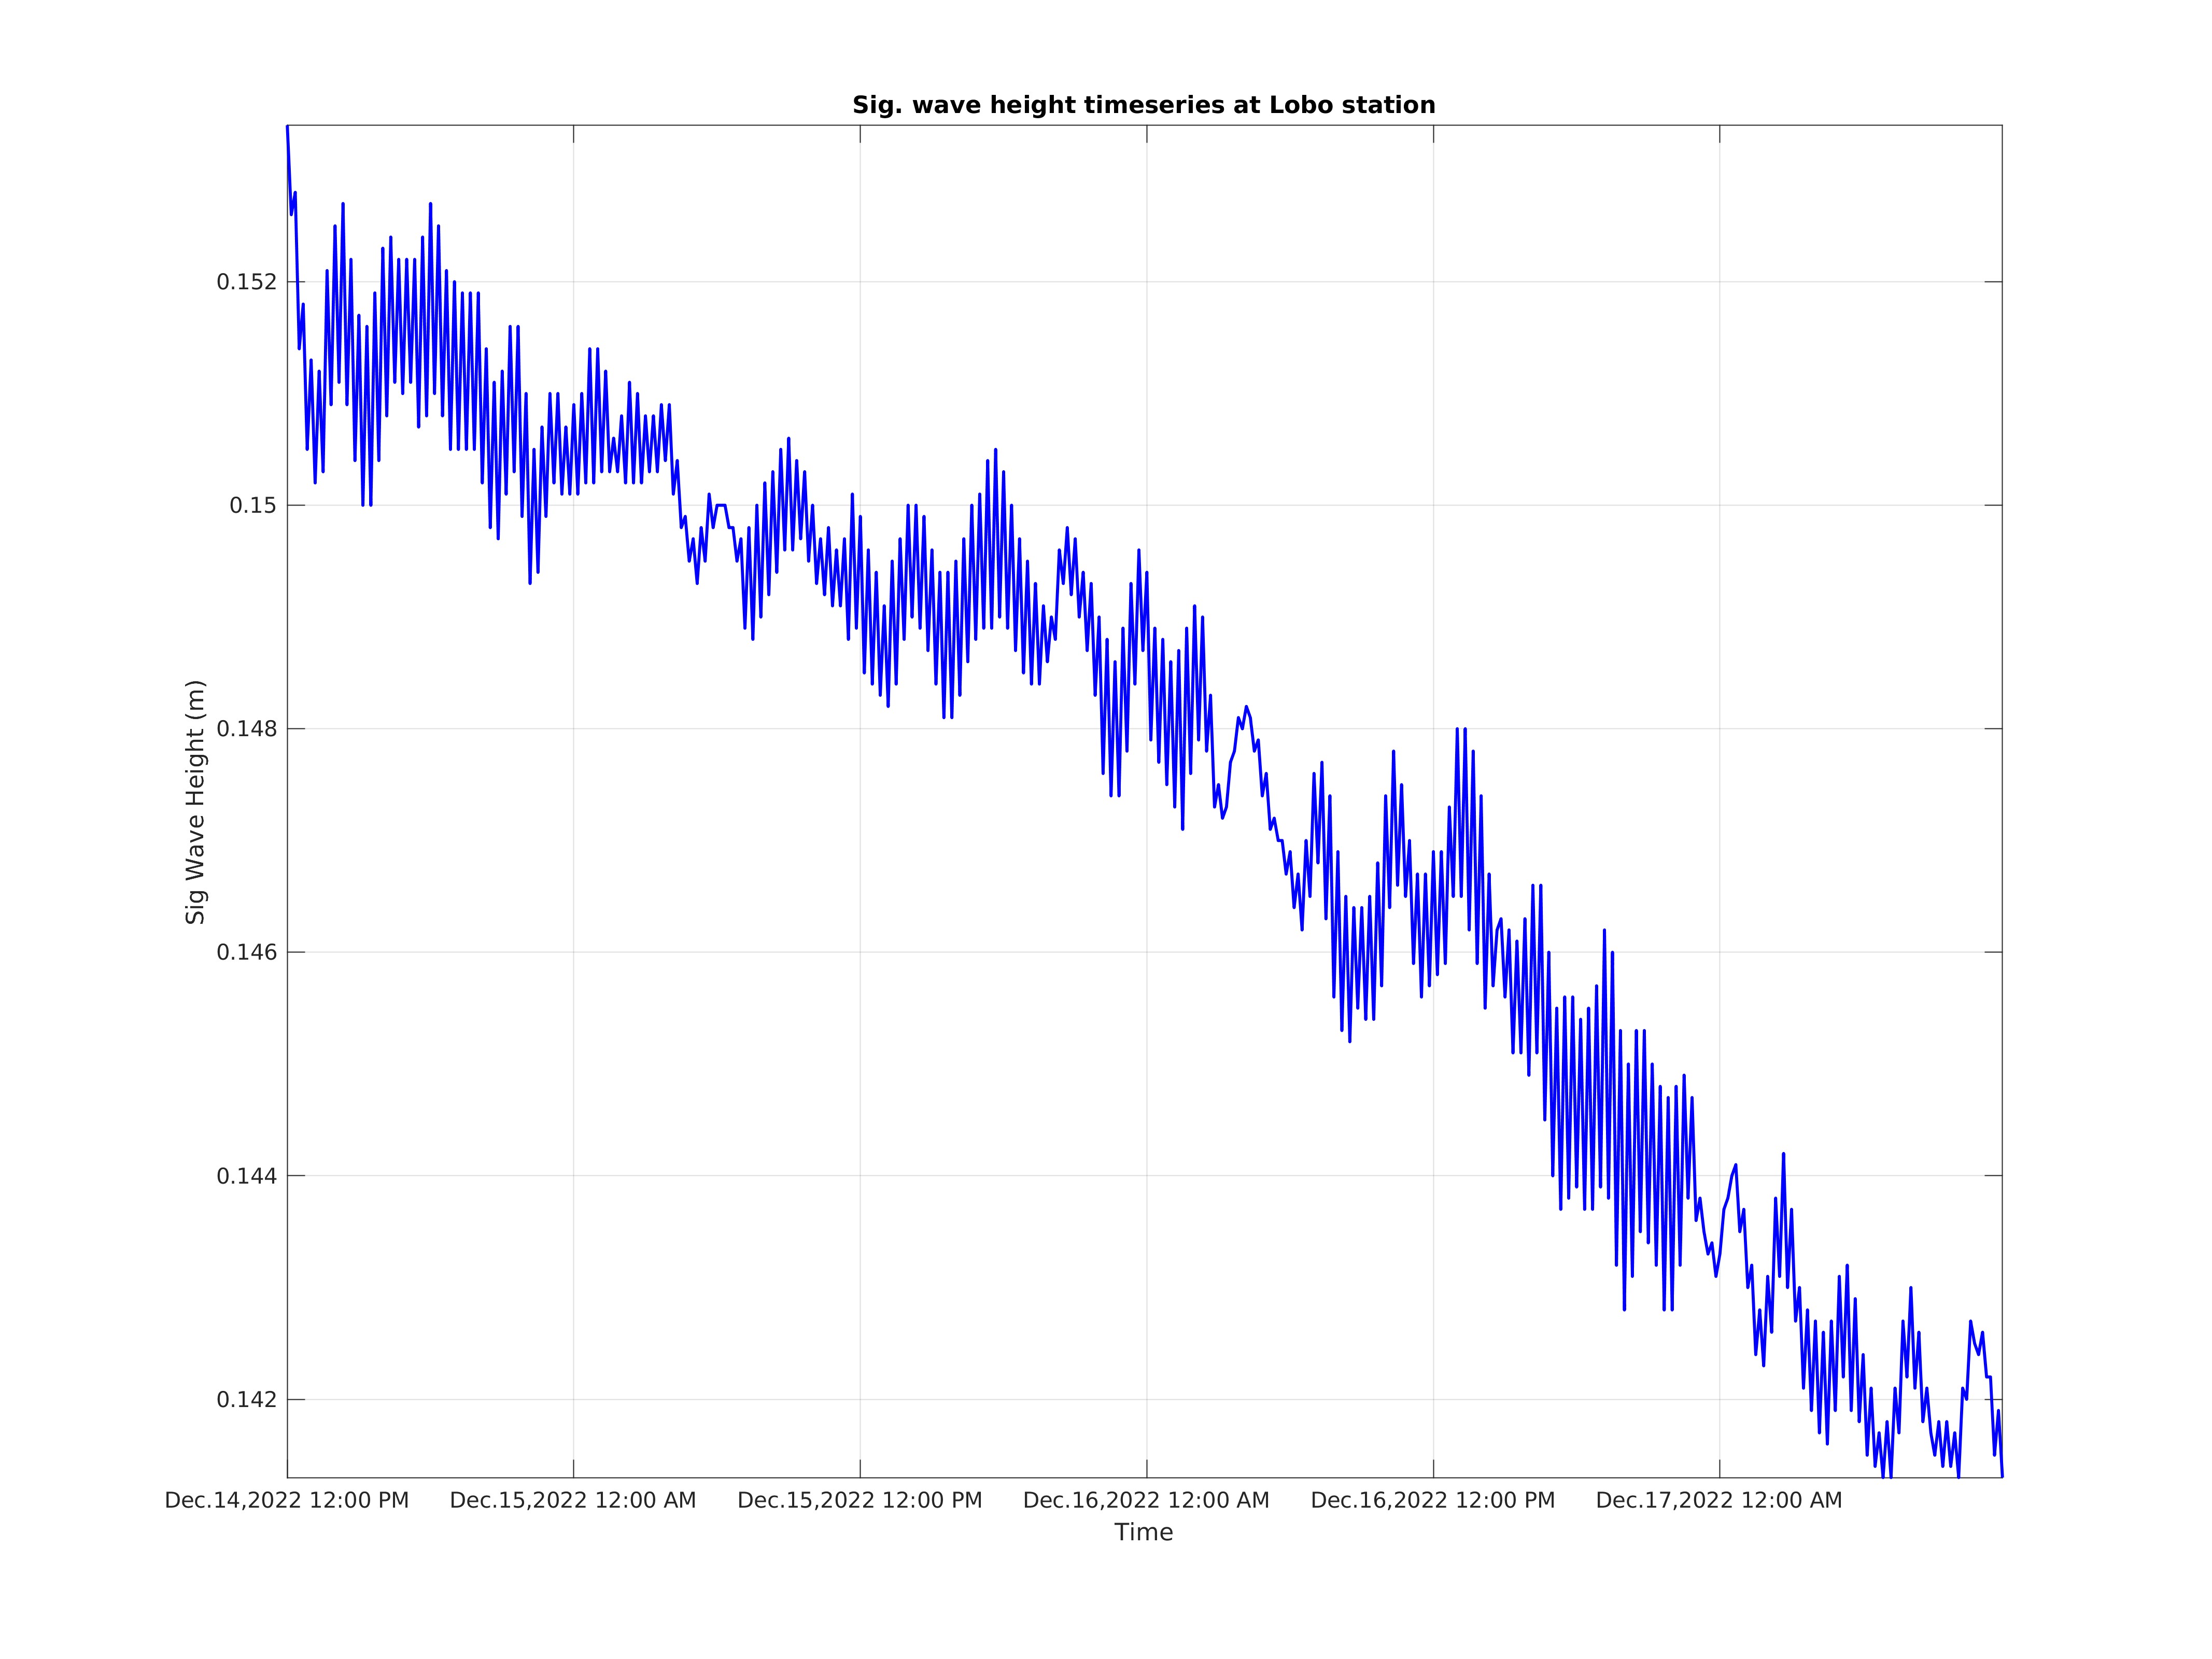 Sig. wave height timeseries at Lobo station
0.152
0.15
0.148
0.146
0.144
0.142
Sig Wave Height (m)
Dec.14,2022 12:00 PM Dec.15,2022 12:00 AM Dec.15,2022 12:00 PM Dec.16,2022 12:00 AM Dec.16,2022 12:00 PM Dec.17,2022 12:00 AM
Time